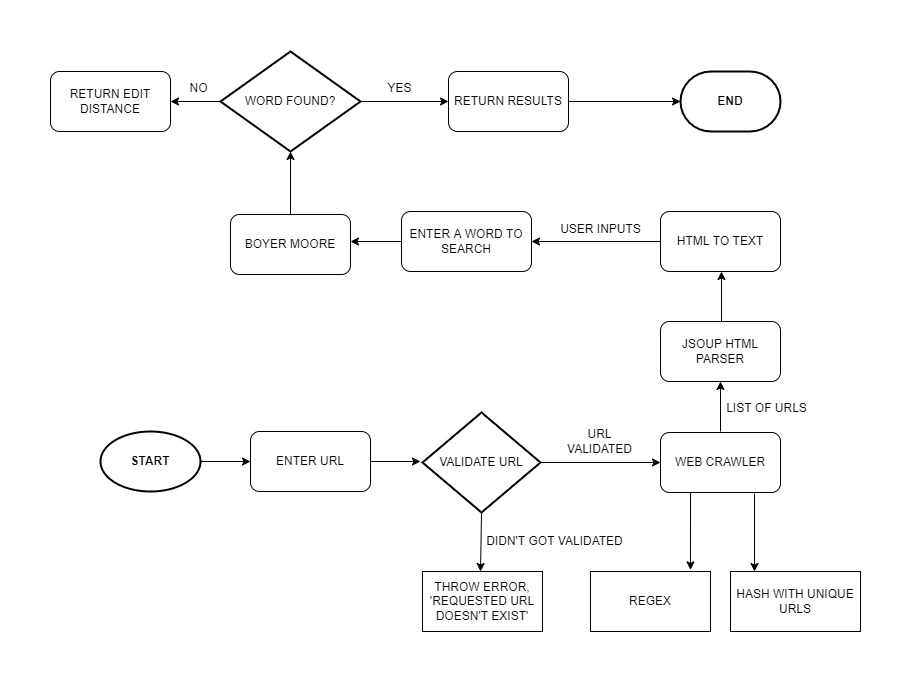 RETURN EDIT
DISTANCE
NO
WORD FOUND?
YES
RETURN RESULTS
END
BOYER MOORE
ENTER A WORD TO
SEARCH
USER INPUTS
HTML TO TEXT
JSOUP HTML
PARSER
LIST OF URLS
START
ENTER URL
VALIDATE URL
URL
VALIDATED
WEB CRAWLER
DIDN'T GOT VALIDATED
THROW ERROR,
'REQUESTED URL
DOESN'T EXIST'
REGEX
HASH WITH UNIQUE
URLS